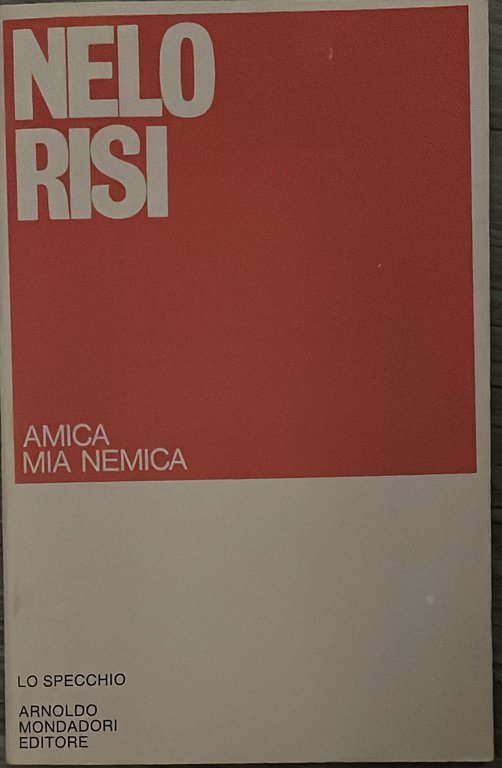 NELO
RISI
AMICA
MIA NEMICA
LO SPECCHIO
ARNOLDO
MONDADORI
EDITORE